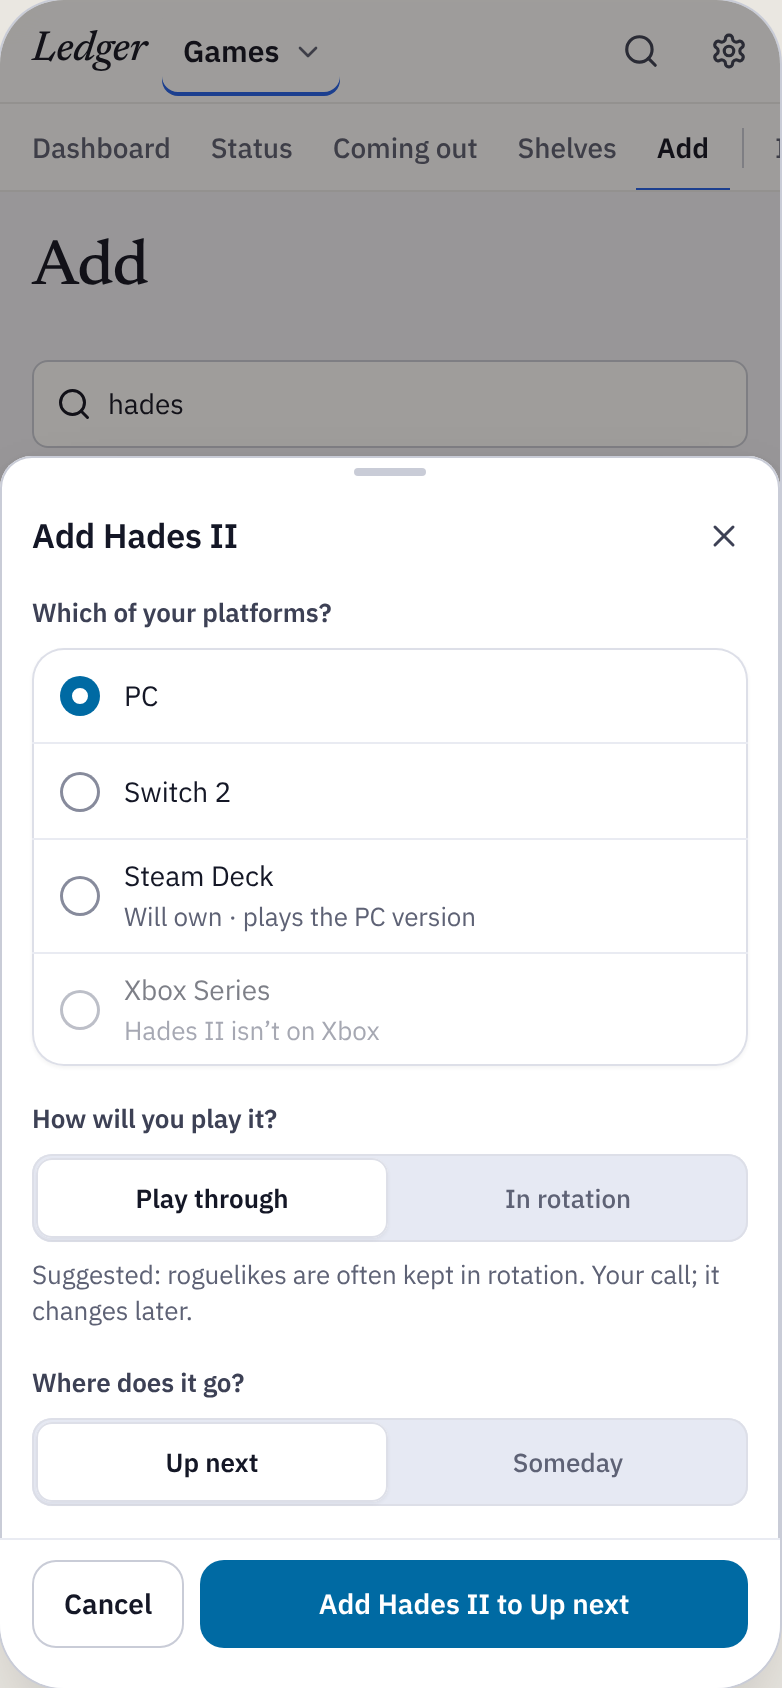 Ledger
Games
Dashboard
Status
Coming out
Shelves
Add
Add
hades
Add Hades II
Which of your platforms?
PC
Switch 2
Steam Deck
Will own · plays the PC version
Xbox Series
Hades II isn’t on Xbox
How will you play it?
Play through
In rotation
Suggested: roguelikes are often kept in rotation. Your call; it
changes later.
Where does it go?
Up next
Someday
Cancel
Add Hades II to Up next